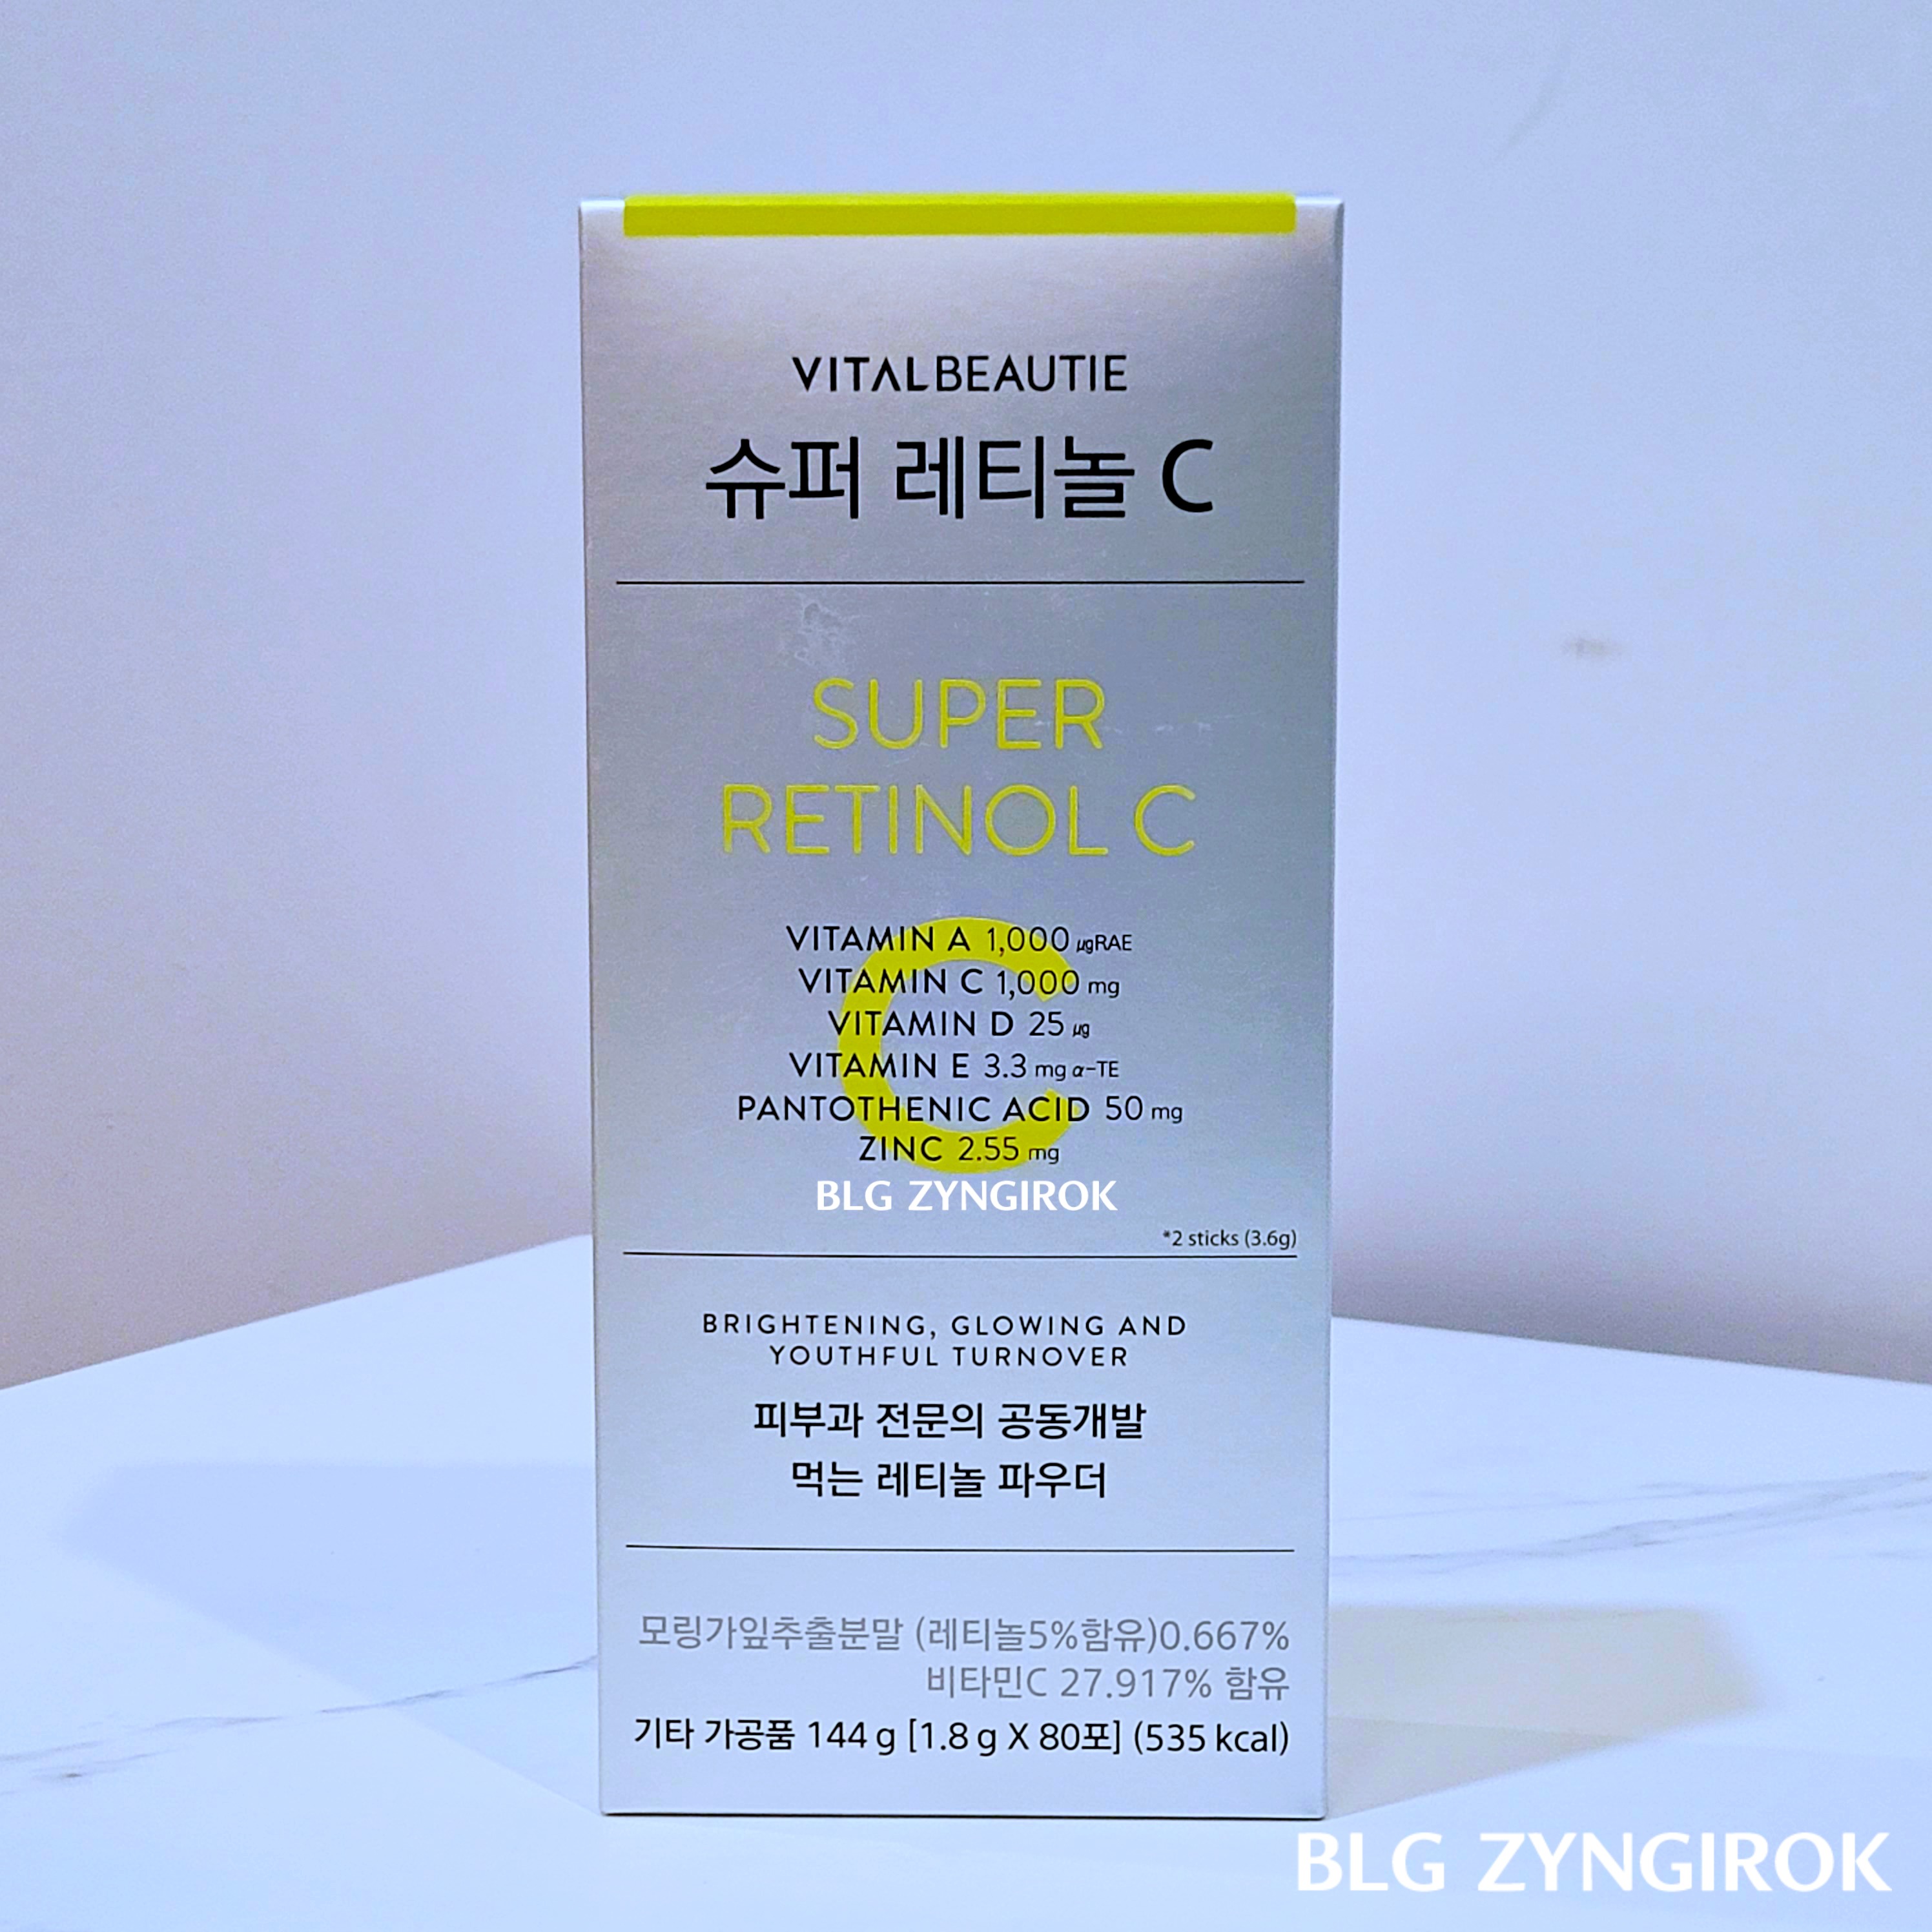 VITALBEAUTIE
슈퍼 레티놀 C
SUPER
RETINOL C
VITAMIN A 1,000 μgRAE
VITAMIN C 1,000 mg
VITAMIN D 25 μg
VITAMIN E 3.3 mg α-TE
PANTOTHENIC ACID 50 mg
ZINC 2.55 mg
BLG ZYNGIROK
*2 sticks (3.6g)
BRIGHTENING, GLOWING AND
YOUTHFUL TURNOVER
피부과 전문의 공동개발
먹는 레티놀 파우더
모링가잎추출분말 (레티놀5%함유)0.667%
비타민C 27.917% 함유
기타 가공품 144 g [1.8 g X 80포] (535 kcal)
BLG ZYNGIROK